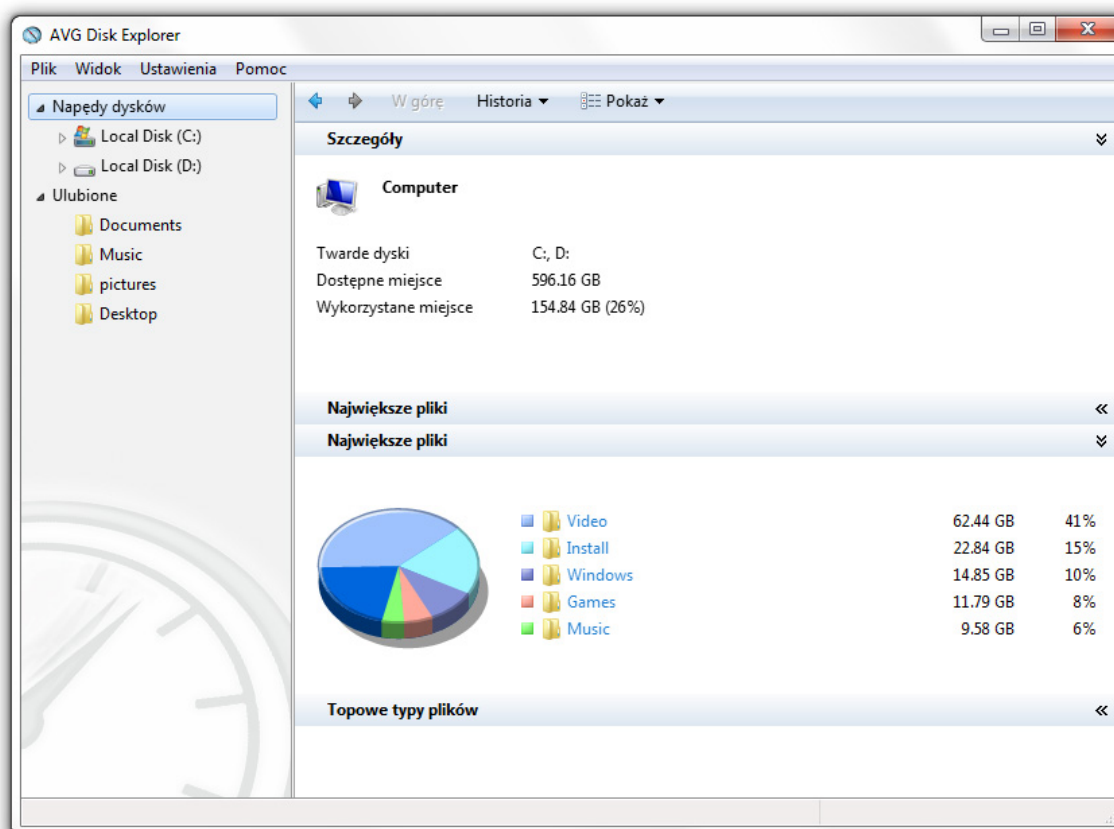 AVG Disk Explorer
Plik Widok Ustawienia Pomoc
Napędy dysków
Local Disk (C:)
Local Disk (D:)
Ulubione
Documents
Music
pictures
Desktop
W górę Historia Pokaż
Szczegóły
Computer
Twarde dyski C:, D:
Dostępne miejsce 596.16 GB
Wykorzystane miejsce 154.84 GB (26%)
Największe pliki
Największe pliki
Video 62.44 GB 41%
Install 22.84 GB 15%
Windows 14.85 GB 10%
Games 11.79 GB 8%
Music 9.58 GB 6%
Topowe typy plików